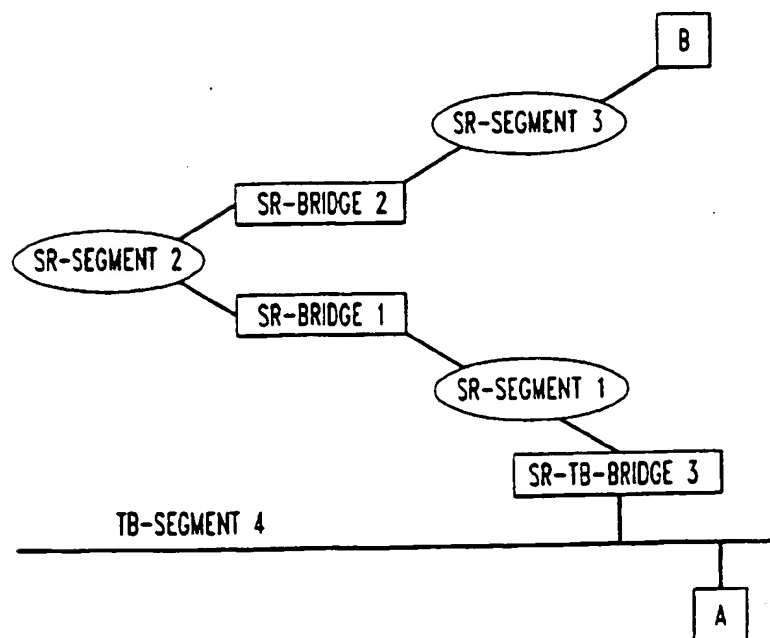 B
SR-SEGMENT 3
SR-BRIDGE 2
SR-SEGMENT 2
SR-BRIDGE 1
SR-SEGMENT 1
SR-TB-BRIDGE 3
TB-SEGMENT 4
A